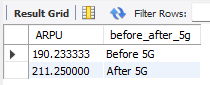 Result Grid Filter Rows:
ARPU before_after_5g
190.233333 Before 5G
211.250000 After 5G